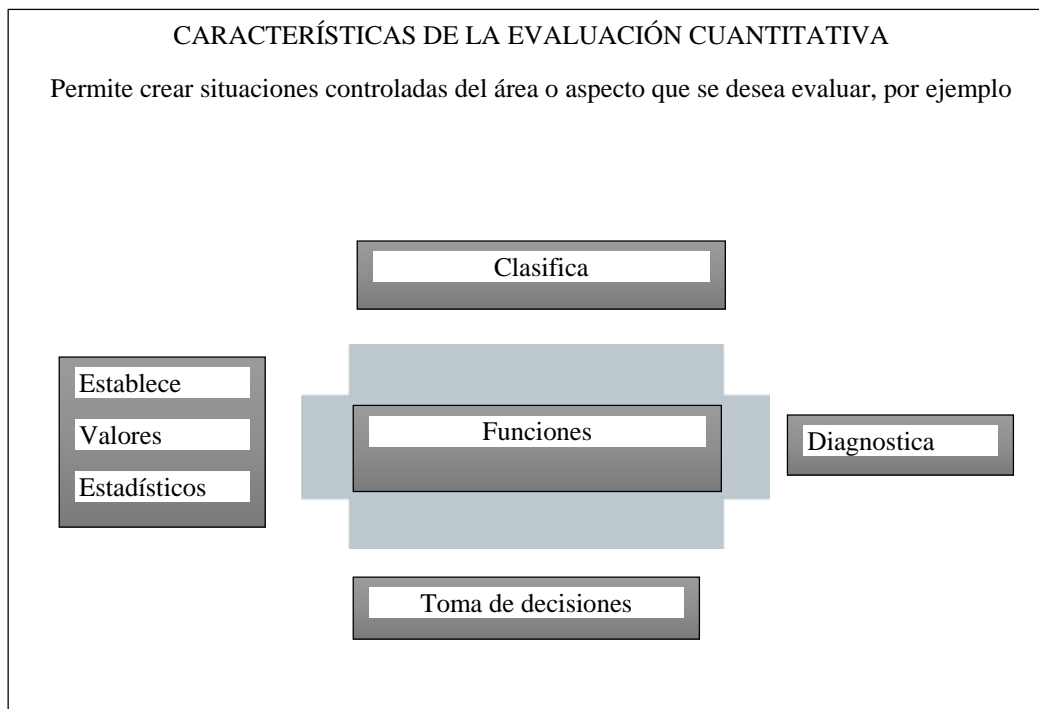 CARACTERÍSTICAS DE LA EVALUACIÓN CUANTITATIVA
Permite crear situaciones controladas del área o aspecto que se desea evaluar, por ejemplo
Clasifica
Establece
Valores
Estadísticos
Funciones
Diagnostica
Toma de decisiones